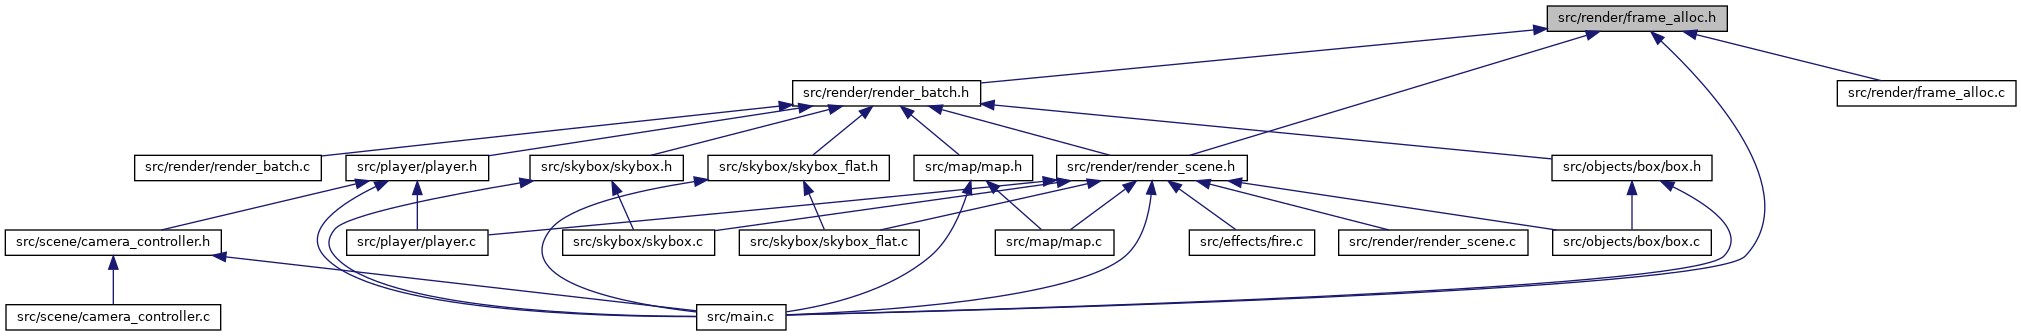 src/render/frame_alloc.h
src/render/render_batch.h
src/render/frame_alloc.c
src/render/render_batch.c
src/player/player.h
src/skybox/skybox.h
src/skybox/skybox_flat.h
src/map/map.h
src/render/render_scene.h
src/objects/box/box.h
src/scene/camera_controller.h
src/player/player.c
src/skybox/skybox.c
src/skybox/skybox_flat.c
src/map/map.c
src/effects/fire.c
src/render/render_scene.c
src/objects/box/box.c
src/scene/camera_controller.c
src/main.c